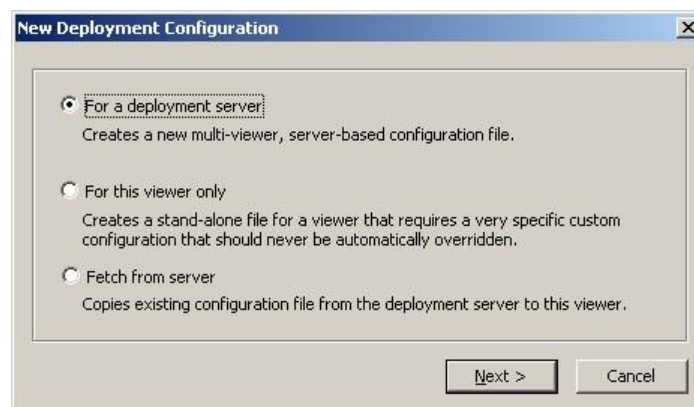 New Deployment Configuration
For a deployment server
Creates a new multi-viewer, server-based configuration file.
For this viewer only
Creates a stand-alone file for a viewer that requires a very specific custom
configuration that should never be automatically overridden.
Fetch from server
Copies existing configuration file from the deployment server to this viewer.
Next >
Cancel